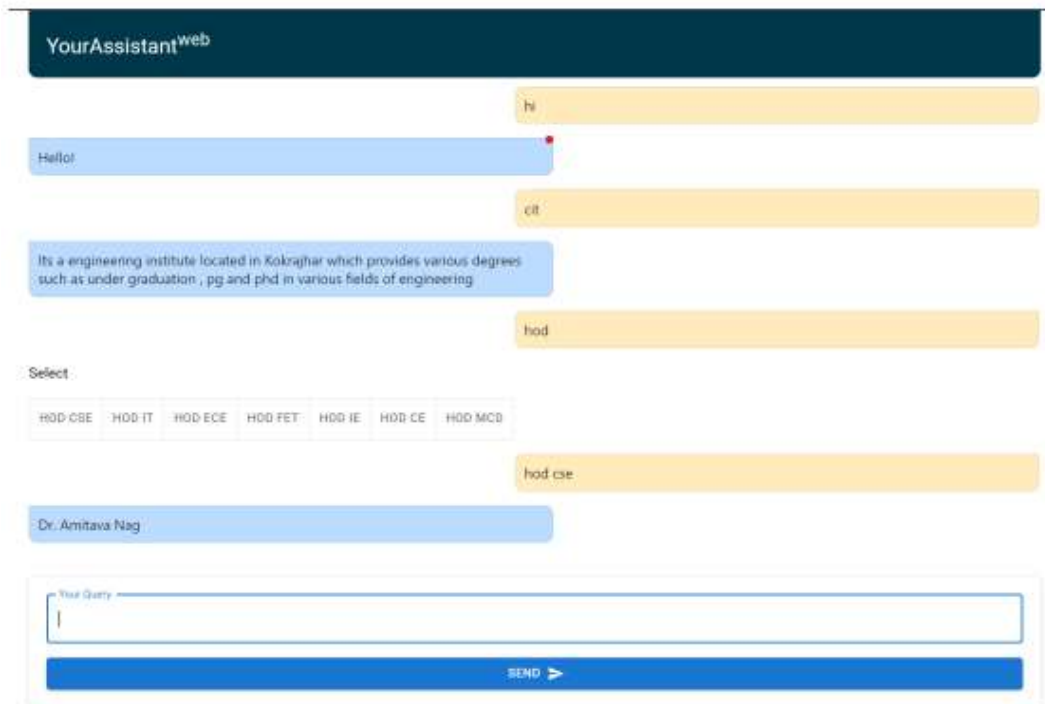 YourAssistantweb
hi
Hello!
cit
Its a engineering institute located in Kokrajhar which provides various degrees
such as under graduation , pg and phd in various fields of engineering
hod
Select
HOD CSE HOD IT HOD ECE HOD FET HOD IE HOD CE HOD MCD
hod cse
Dr. Amitava Nag
Your Query
SEND